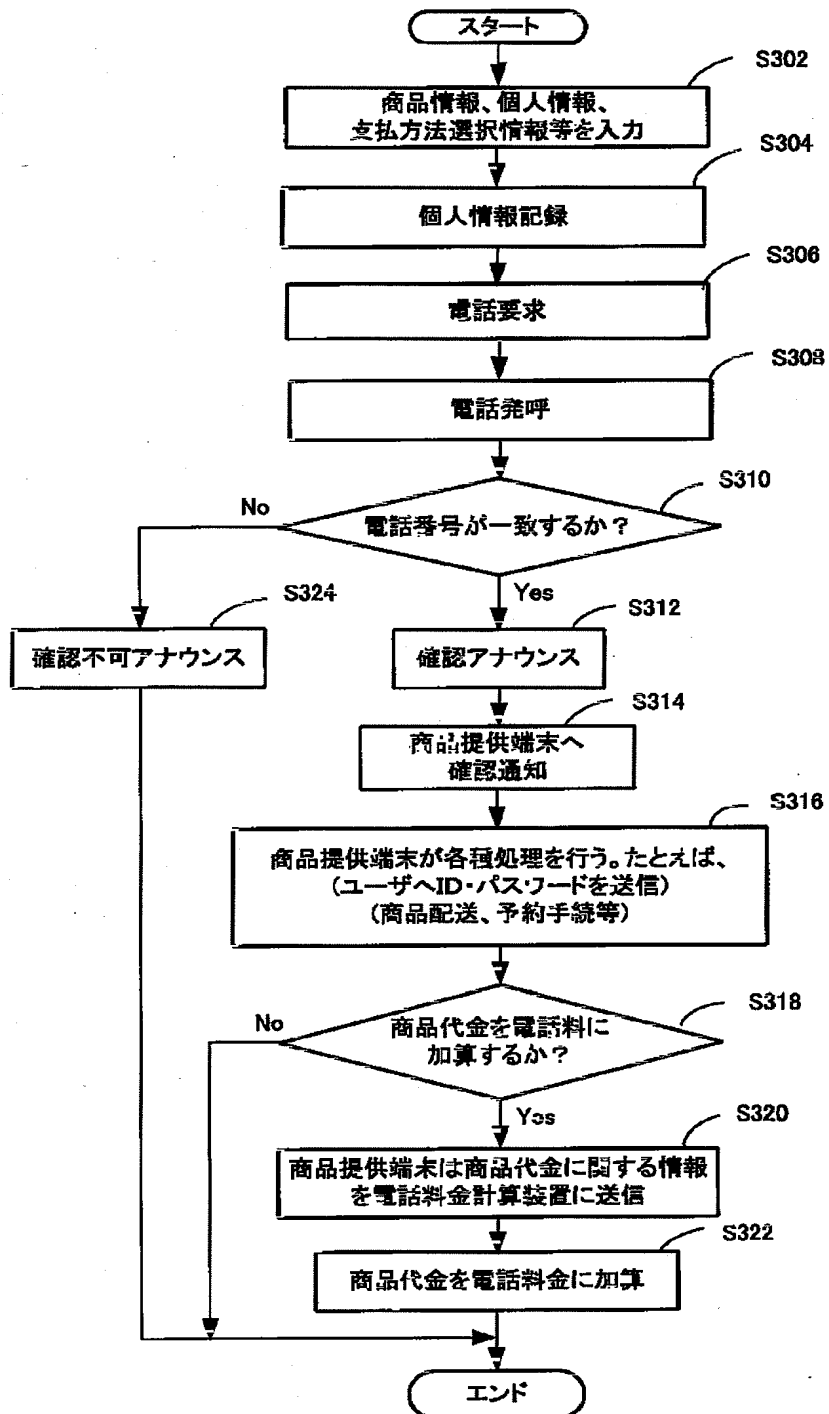 スタート
S302
商品情報、個人情報、
支払方法選択情報等を入力
S304
個人情報記録
S306
電話要求
S308
電話発呼
S310
電話番号が一致するか？
No
Yes
S324
確認不可アナウンス
S312
確認アナウンス
S314
商品提供端末へ
確認通知
S316
商品提供端末が各種処理を行う。たとえば、
(ユーザへID・パスワードを送信)
(商品配送、予約手続等)
S318
商品代金を電話料に
加算するか？
No
Yes
S320
商品提供端末は商品代金に関する情報
を電話料金計算装置に送信
S322
商品代金を電話料金に加算
エンド